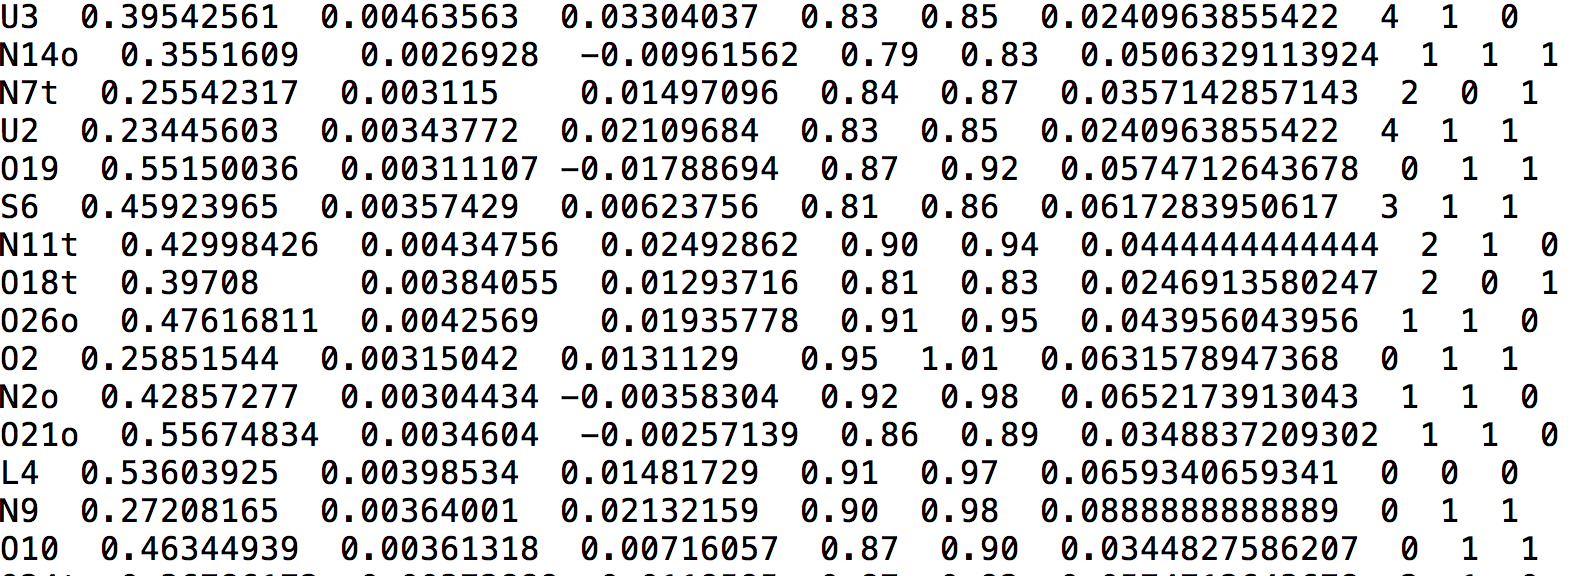 U3 0.39542561 0.00463563 0.03304037 0.83 0.85 0.0240963855422 4 1 0
N14o 0.3551609 0.0026928 -0.00961562 0.79 0.83 0.0506329113924 1 1 1
N7t 0.25542317 0.003115 0.01497096 0.84 0.87 0.0357142857143 2 0 1
U2 0.23445603 0.00343772 0.02109684 0.83 0.85 0.0240963855422 4 1 1
O19 0.55150036 0.00311107 -0.01788694 0.87 0.92 0.0574712643678 0 1 1
S6 0.45923965 0.00357429 0.00623756 0.81 0.86 0.0617283950617 3 1 1
N11t 0.42998426 0.00434756 0.02492862 0.90 0.94 0.0444444444444 2 1 0
O18t 0.39708 0.00384055 0.01293716 0.81 0.83 0.0246913580247 2 0 1
O26o 0.47616811 0.0042569 0.01935778 0.91 0.95 0.043956043956 1 1 0
O2 0.25851544 0.00315042 0.0131129 0.95 1.01 0.0631578947368 0 1 1
N2o 0.42857277 0.00304434 -0.00358304 0.92 0.98 0.0652173913043 1 1 0
O21o 0.55674834 0.0034604 -0.00257139 0.86 0.89 0.0348837209302 1 1 0
L4 0.53603925 0.00398534 0.01481729 0.91 0.97 0.0659340659341 0 0 0
N9 0.27208165 0.00364001 0.02132159 0.90 0.98 0.0888888888889 0 1 1
O10 0.46344939 0.00361318 0.00716057 0.87 0.90 0.0344827586207 0 1 1